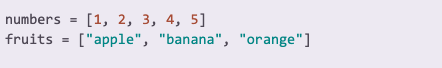 numbers = [1, 2, 3, 4, 5]
fruits = ["apple", "banana", "orange"]